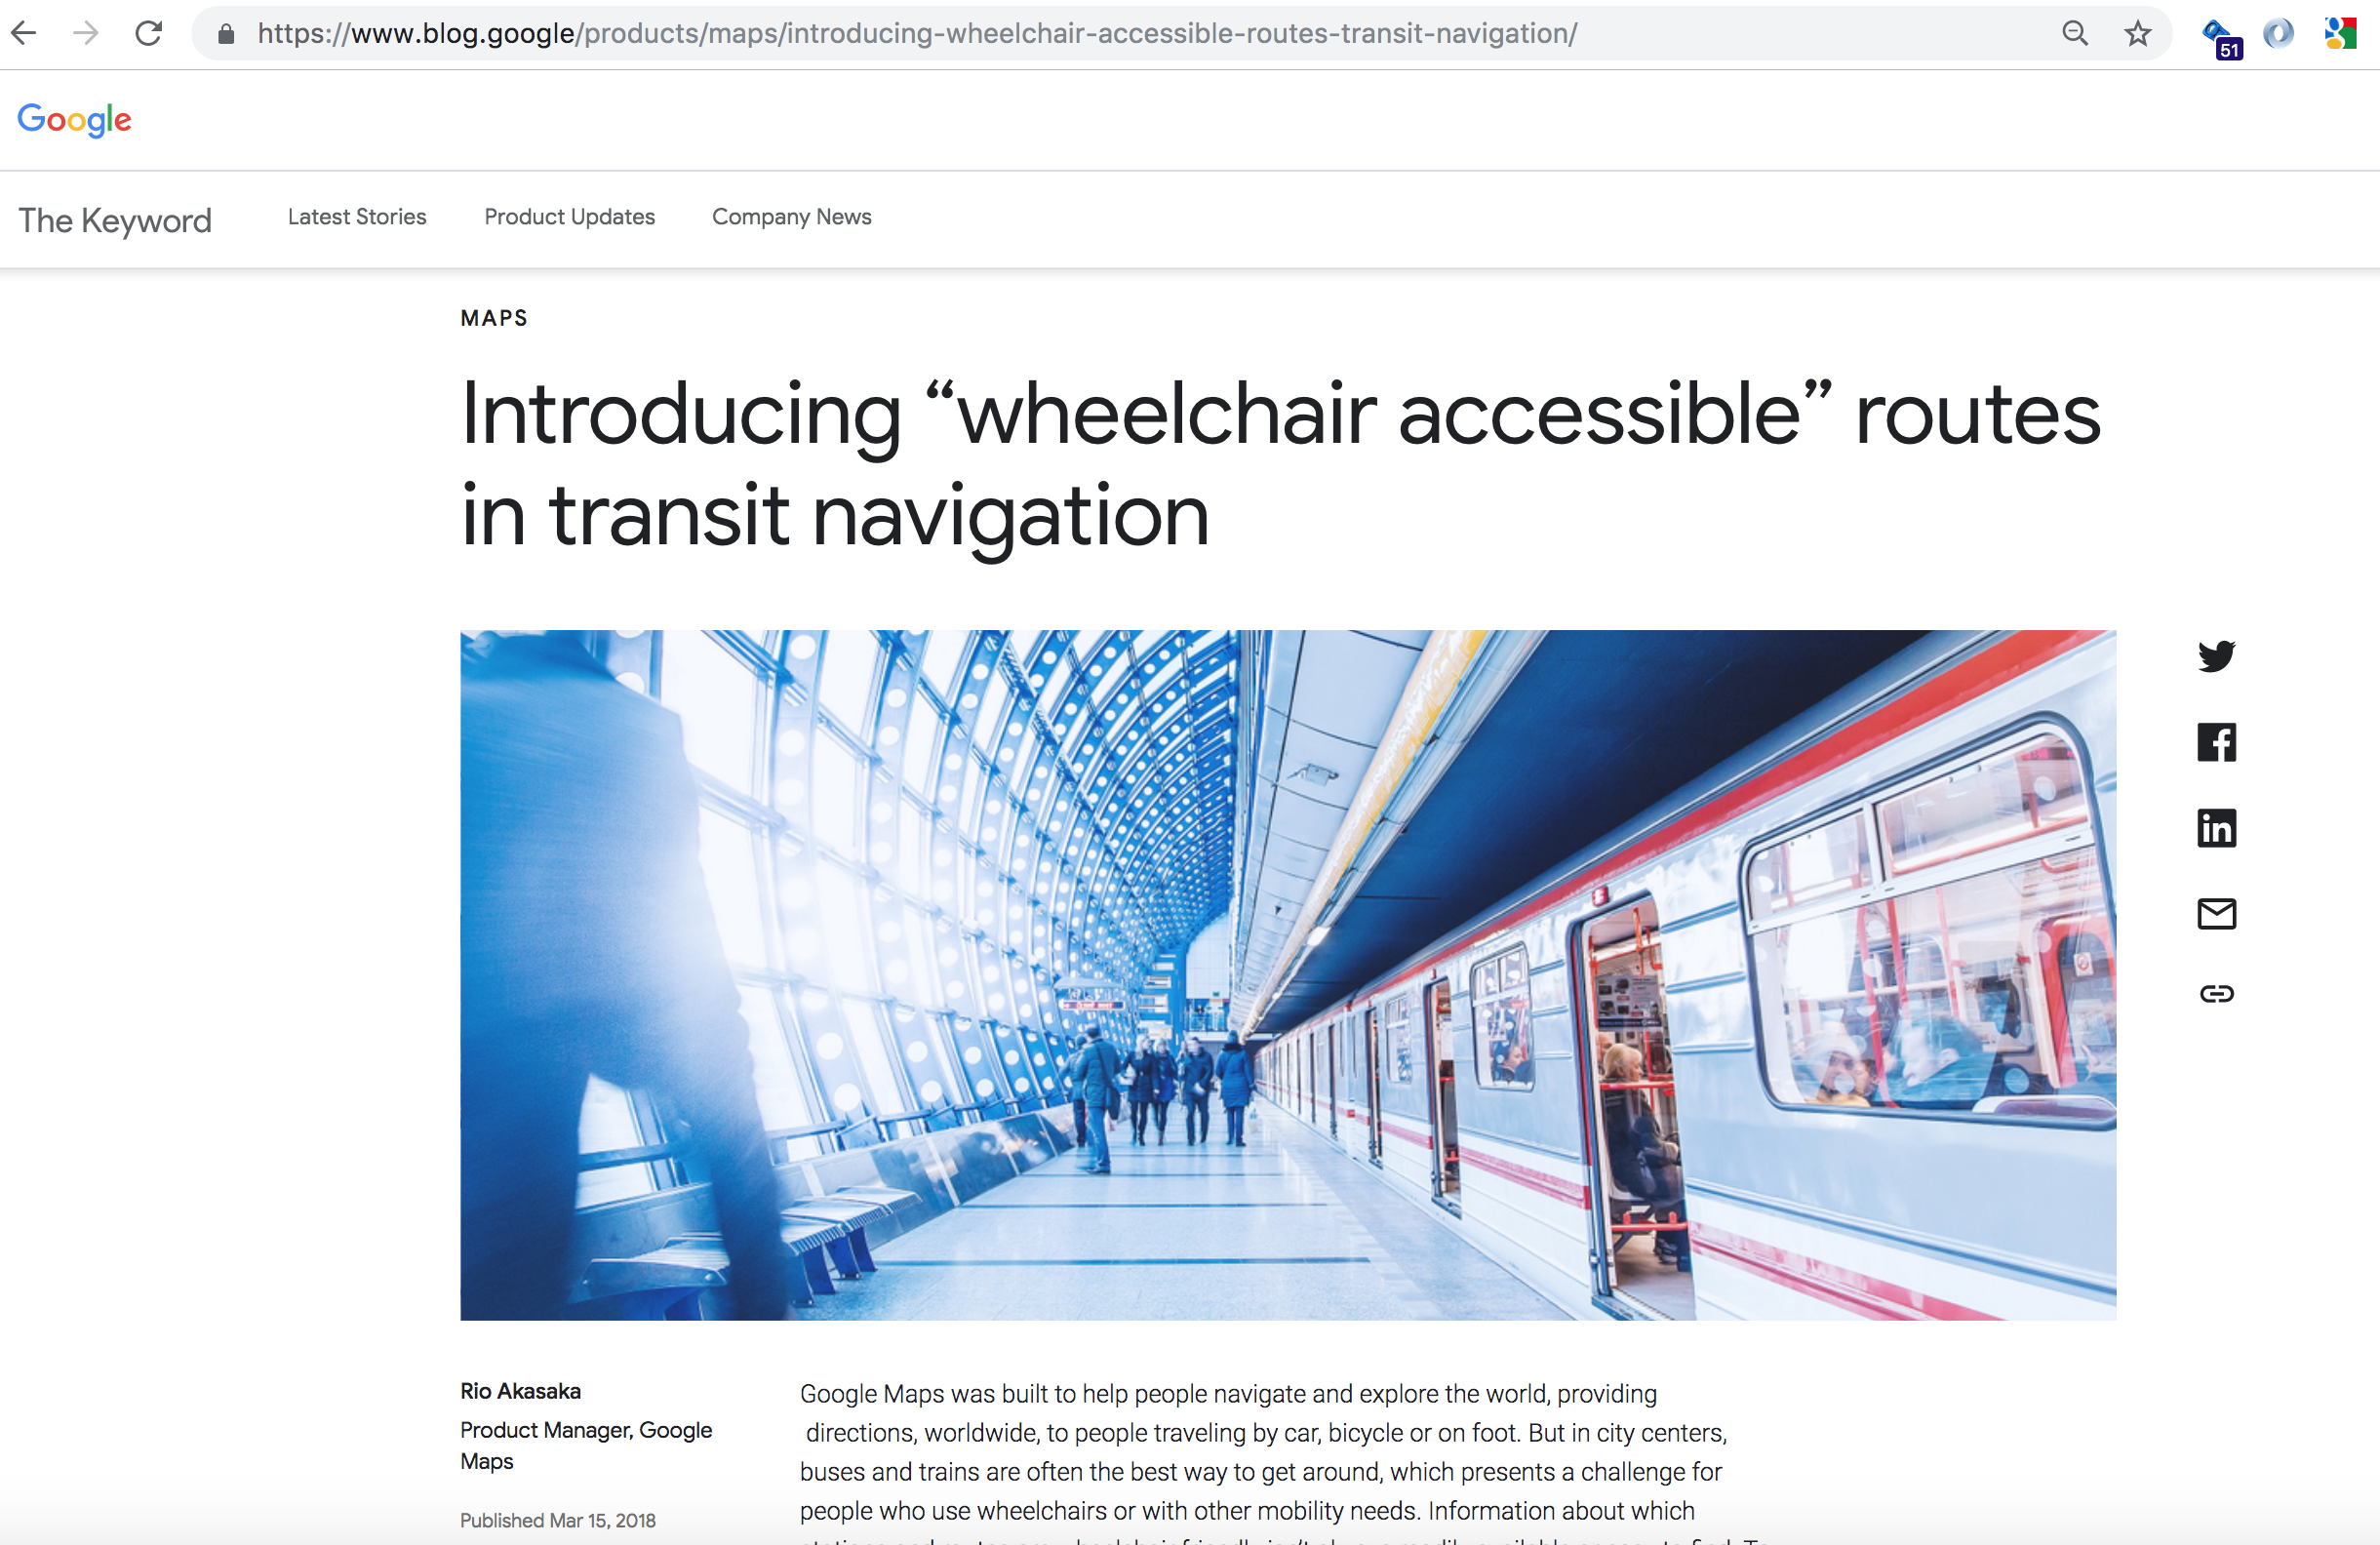 https://www.blog.google/products/maps/introducing-wheelchair-accessible-routes-transit-navigation/
51
Google
The Keyword
Latest Stories
Product Updates
Company News
MAPS
Introducing “wheelchair accessible” routes
in transit navigation
in
Rio Akasaka
Product Manager, Google
Maps
Published Mar 15, 2018
Google Maps was built to help people navigate and explore the world, providing
directions, worldwide, to people traveling by car, bicycle or on foot. But in city centers,
buses and trains are often the best way to get around, which presents a challenge for
people who use wheelchairs or with other mobility needs. Information about which